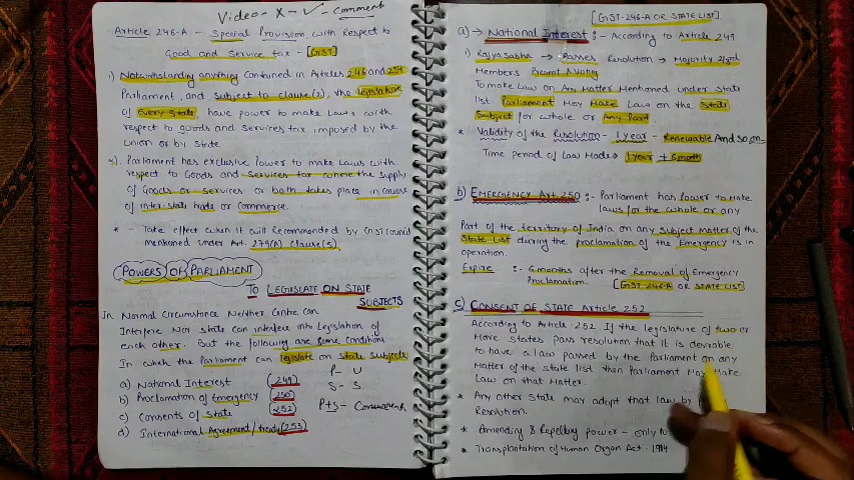 Video - X - ✓ - Comment
Article 246-A - Special Provision with Respect to
Good and Service tax - [GST]
1) Notwithstanding anything Contained in Articles 246 and 254
Parliament, and subject to clause(2), the legislature
of Every State have power to make laws with
respect to goods and services tax imposed by the
union or by state
2). Parliament has exclusive Power to make laws with
respect to Goods and Services tax where the supply
of Goods or services or both takes place in course
of inter-state trade or commerce.
* - Take effect when it will Recommended by GST council
mentioned under Art. 279(A) clause(5).
POWERS OF PARLIAMENT
TO LEGISLATE ON STATE
SUBJECTS
In Normal Circumstance Neither Centre can
Interfere Nor state can interfere into Legislation of
each other. But the following are some conditions
In which the Parliament can legislate on state subjects
P- U
a) National Interest (249)
S- S
b) Proclamation of Emergency (250)
P+S- Concurrent
c) Consents of State (252)
d) International Agreement/treaty (253)
[GST-246-A OR STATE LIST]
a) → National Interest :- According to Article 249
1) Rajyasabha → Passes Resolution → Majority 2/3rd
Members Present & Voting
To make Law on Any Matter Mentioned under State
list Parliament May Make Law on the State
Subject for whole or Any Part
* Validity of the Resolution - 1 year - Renewable And so on-
Time period of Law Made → 1 year + 6 month
b) EMERGENCY Art 250 :- Parliament has Power to Make
laws for the whole or any
Part of the territory of India on any Subject Matter of the
State List during the proclamation of the Emergency is in
operation.
Expire :- 6 months after the Removal of Emergency
Proclamation. [GST-246-A OR STATE LIST]
C) CONSENT OF STATE Article 252
According to Article 252 If the legislature of two or
More states Pass resolution that it is desirable
to have a law passed by the Parliament on any
Matter of the state list then Parliament May Make
Law on that Matter.
* Any other State may adopt that law by
Resolution.
* Amending & Repelling power - only to
* Transplantation of Human Organ Act - 1994